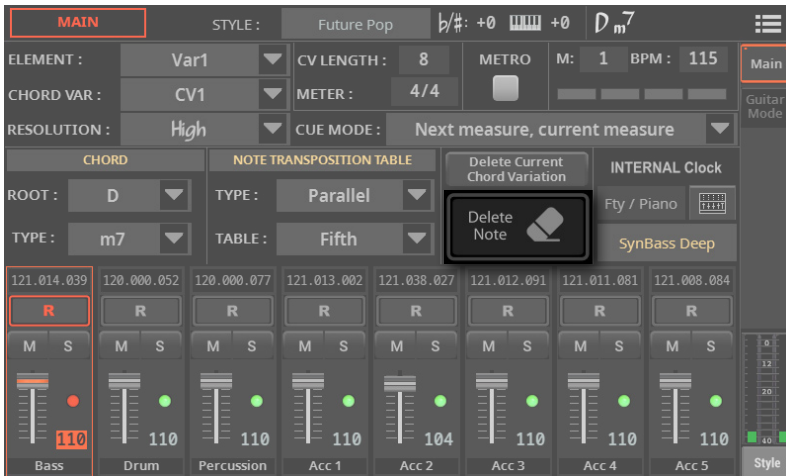 MAIN STYLE : Future Pop ♭/♯: +0 +0 Dm7
ELEMENT : Var1 CV LENGTH : 8 METRO M: 1 BPM : 115 Main
CHORD VAR : CV1 METER : 4/4 Guitar Mode
RESOLUTION : High CUE MODE : Next measure, current measure
CHORD NOTE TRANSPOSITION TABLE Delete Current Chord Variation INTERNAL Clock
ROOT : D TYPE : Parallel Delete Note Fty / Piano
TYPE : m7 TABLE : Fifth SynBass Deep
121.014.039 120.000.052 120.000.077 121.013.002 121.038.027 121.012.091 121.011.081 121.008.084
R R R R R R R R
M S M S M S M S M S M S M S M S 0
12
20
110 110 110 110 104 110 110 110 40
Bass Drum Percussion Acc 1 Acc 2 Acc 3 Acc 4 Acc 5 Style